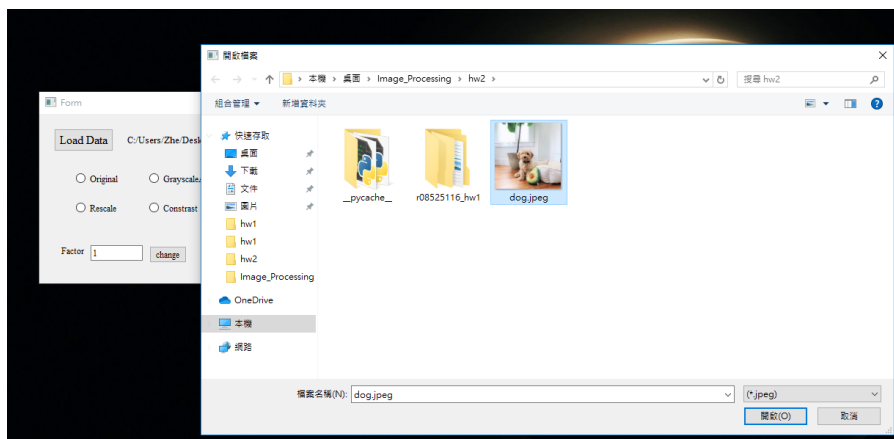 開啟檔案
本機 › 桌面 › Image_Processing › hw2 ›
搜尋 hw2
組合管理
新增資料夾
Form
Load Data
C:/Users/Zhe/Desk
Original
Grayscale
Rescale
Constrast
Factor
1
change
快速存取
桌面
下載
文件
圖片
hw1
hw1
hw2
Image_Processing
OneDrive
本機
網路
__pycache__
r08525116_hw1
dog.jpeg
檔案名稱(N):
dog.jpeg
(*.jpeg)
開啟(O)
取消